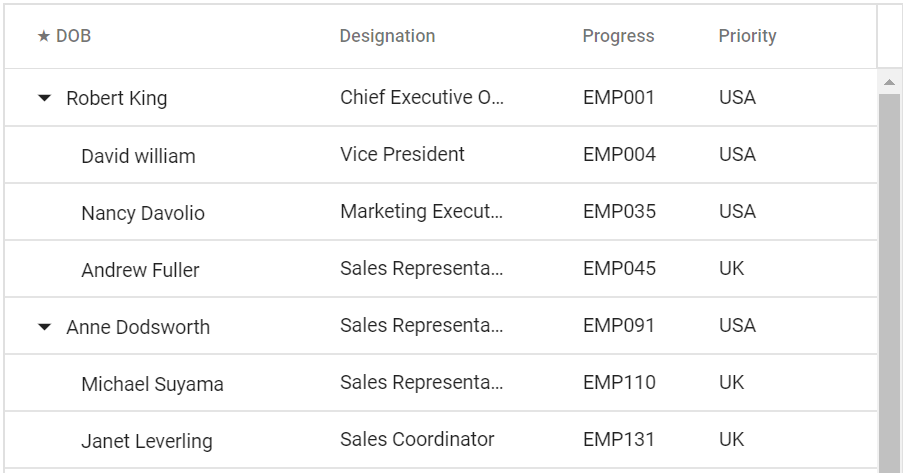 ★ DOB Designation Progress Priority
Robert King Chief Executive O... EMP001 USA
David william Vice President EMP004 USA
Nancy Davolio Marketing Execut... EMP035 USA
Andrew Fuller Sales Representa... EMP045 UK
Anne Dodsworth Sales Representa... EMP091 USA
Michael Suyama Sales Representa... EMP110 UK
Janet Leverling Sales Coordinator EMP131 UK